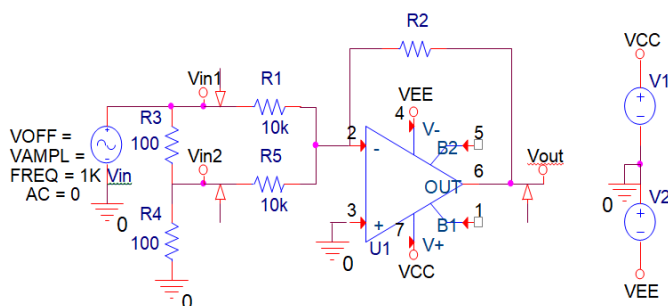 R2
VCC
Vin1
R1
VEE
V1
R3
4
V-
5
VOFF =
100
10k
B2
VAMPL =
2
-
6
Vout
FREQ = 1K Vin
Vin2
R5
OUT
AC = 0
0
V2
R4
10k
3
+
1
B1
100
0
7
V+
0
U1
0
VCC
VEE